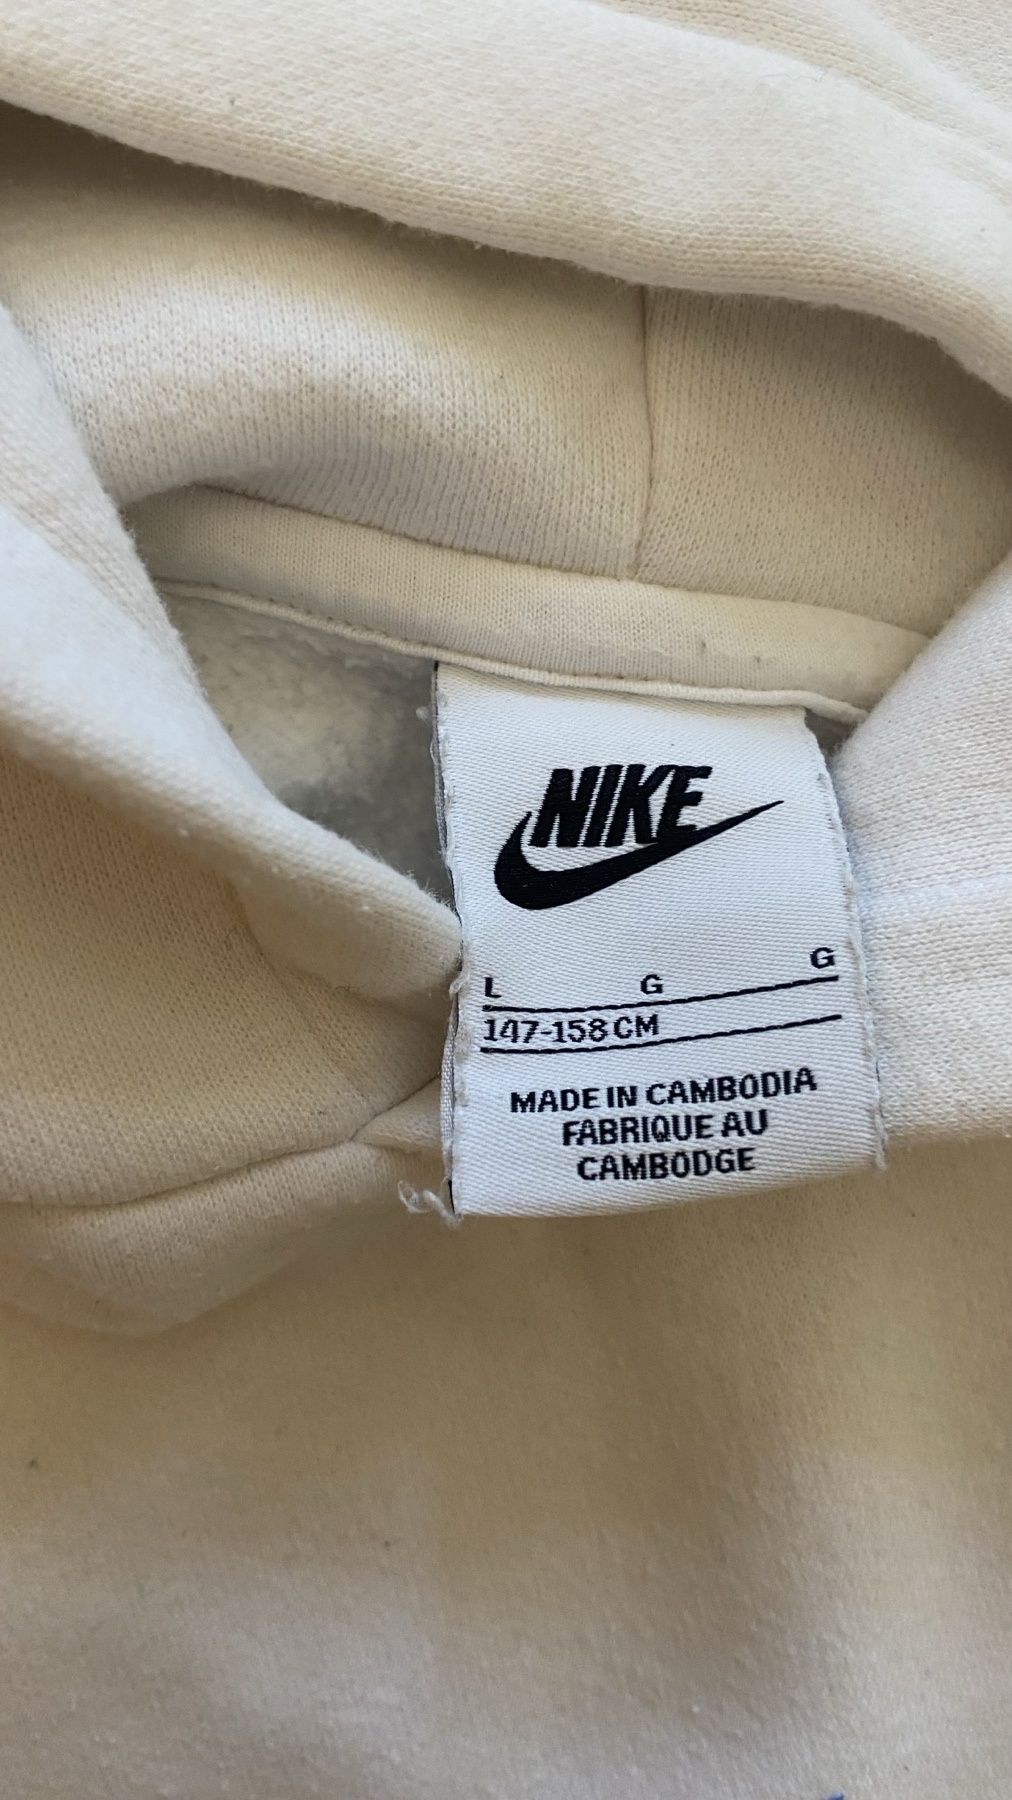 NIKE
L G G
147-158 CM
MADE IN CAMBODIA
FABRIQUE AU
CAMBODGE